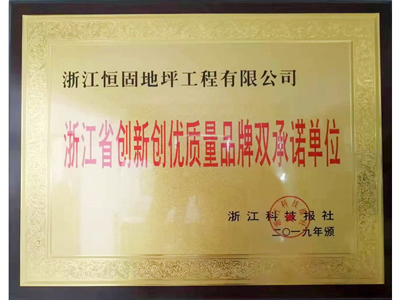 浙江恒固地坪工程有限公司
浙江省创新创优质量品牌双承诺单位
浙江科技报社
二〇一九年颁